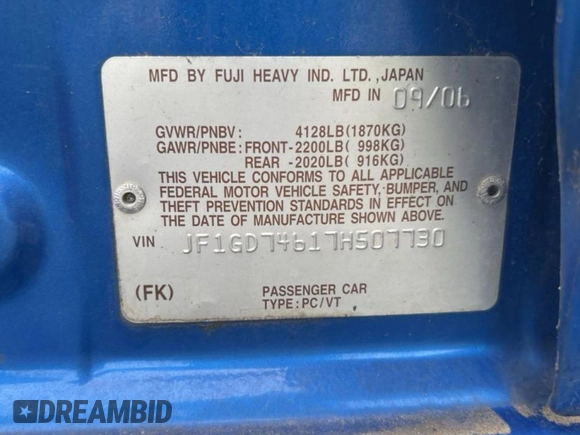 MFD BY FUJI HEAVY IND. LTD.,JAPAN
MFD IN 09/06
GVWR/PNBV: 4128LB(1870KG)
GAWR/PNBE: FRONT-2200LB( 998KG)
REAR -2020LB( 916KG)
THIS VEHICLE CONFORMS TO ALL APPLICABLE
FEDERAL MOTOR VEHICLE SAFETY, BUMPER, AND
THEFT PREVENTION STANDARDS IN EFFECT ON
THE DATE OF MANUFACTURE SHOWN ABOVE.
VIN JF1GD74617H507730
(FK) PASSENGER CAR
TYPE:PC/VT
DREAMBID